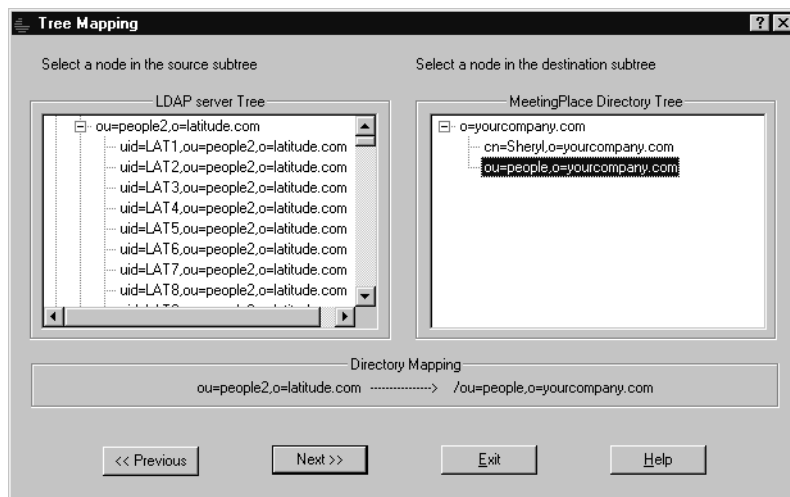 Tree Mapping
Select a node in the source subtree
Select a node in the destination subtree
LDAP server Tree
MeetingPlace Directory Tree
ou=people2,o=latitude.com
uid=LAT1,ou=people2,o=latitude.com
uid=LAT2,ou=people2,o=latitude.com
uid=LAT3,ou=people2,o=latitude.com
uid=LAT4,ou=people2,o=latitude.com
uid=LAT5,ou=people2,o=latitude.com
uid=LAT6,ou=people2,o=latitude.com
uid=LAT7,ou=people2,o=latitude.com
uid=LAT8,ou=people2,o=latitude.com
o=yourcompany.com
cn=Sheryl,o=yourcompany.com
ou=people,o=yourcompany.com
Directory Mapping
ou=people2,o=latitude.com ---------------> /ou=people,o=yourcompany.com
<< Previous
Next >>
Exit
Help